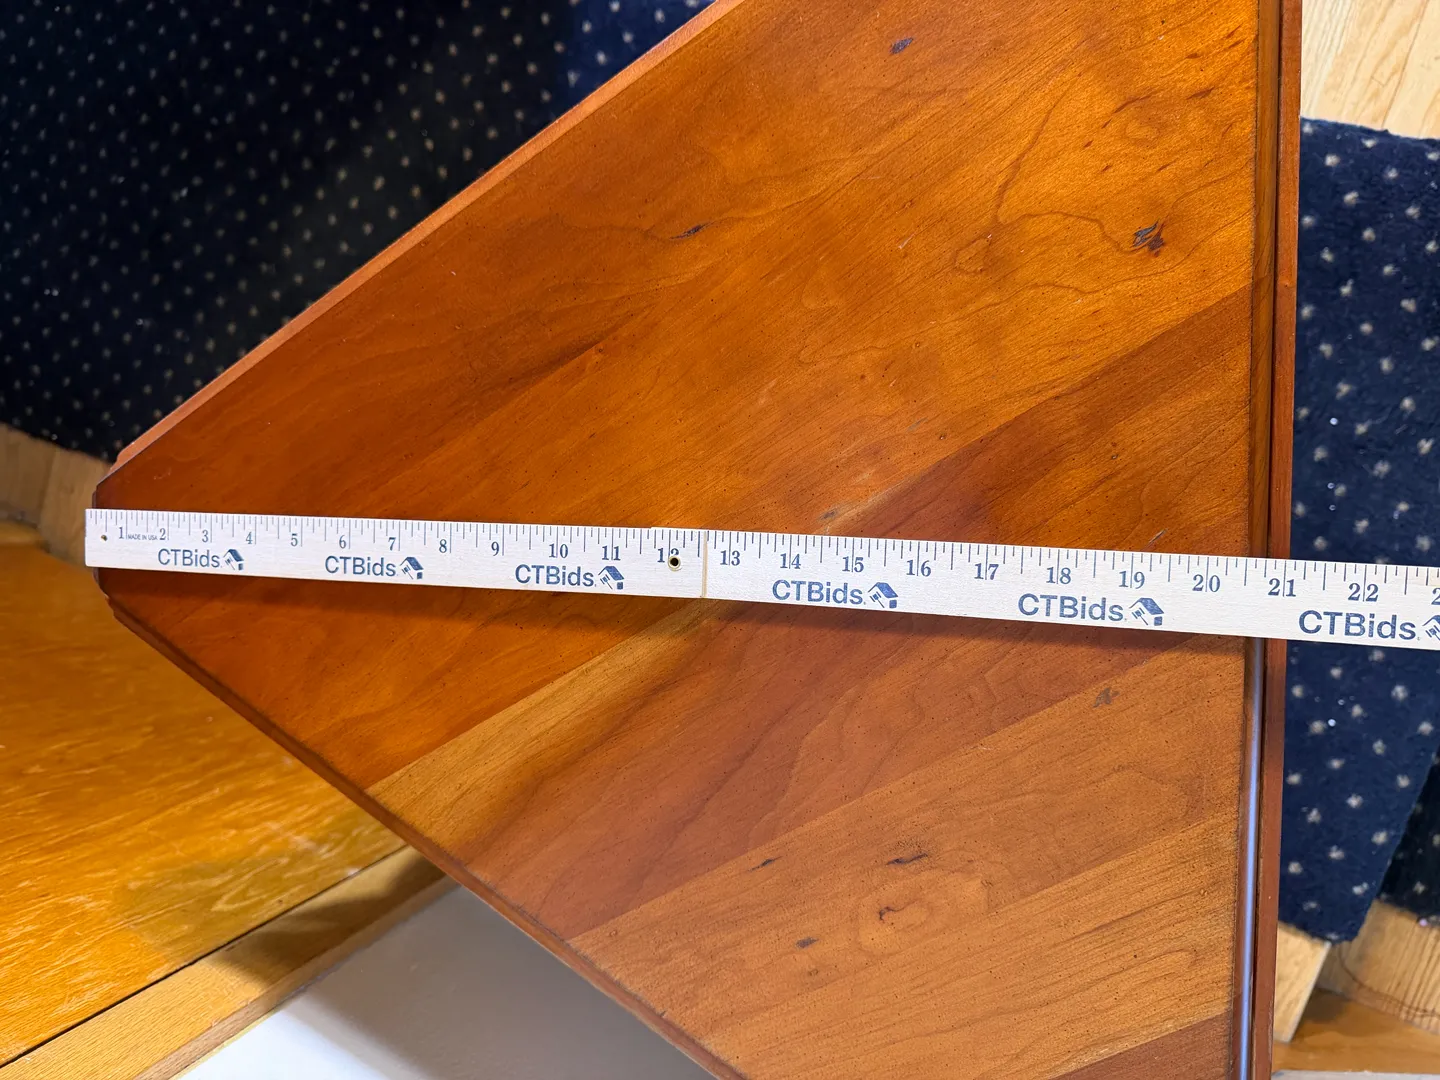 1 MADE IN USA 2 3 4 5 6 7 8 9 10 11 12 13 14 15 16 17 18 19 20 21 22
CTBids CTBids CTBids CTBids CTBids CTBids